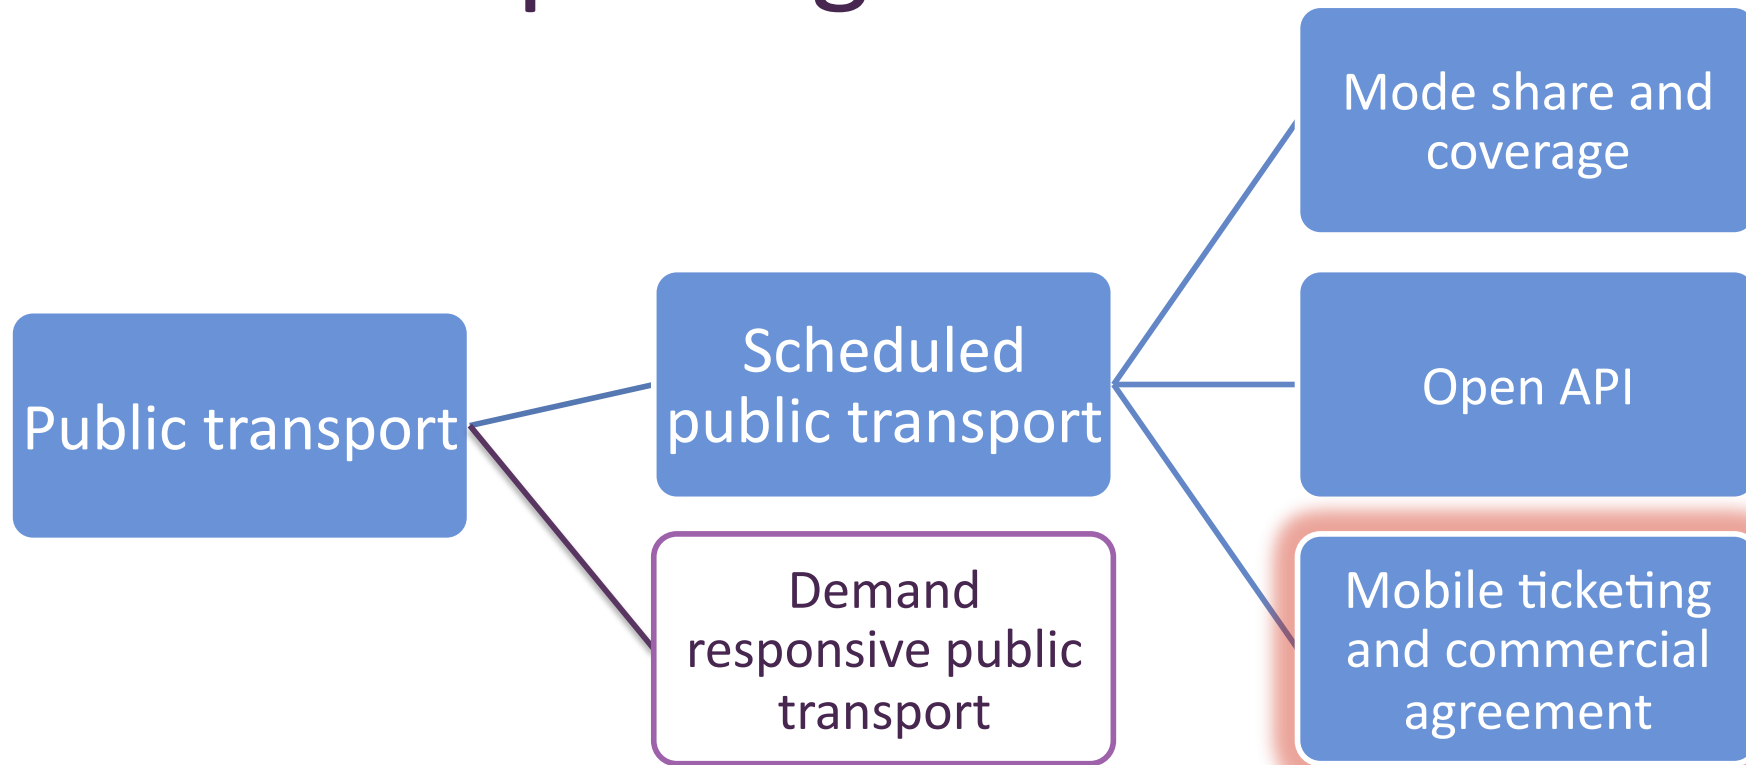 Public transport
Scheduled
public transport
Demand
responsive public
transport
Mode share and
coverage
Open API
Mobile ticketing
and commercial
agreement